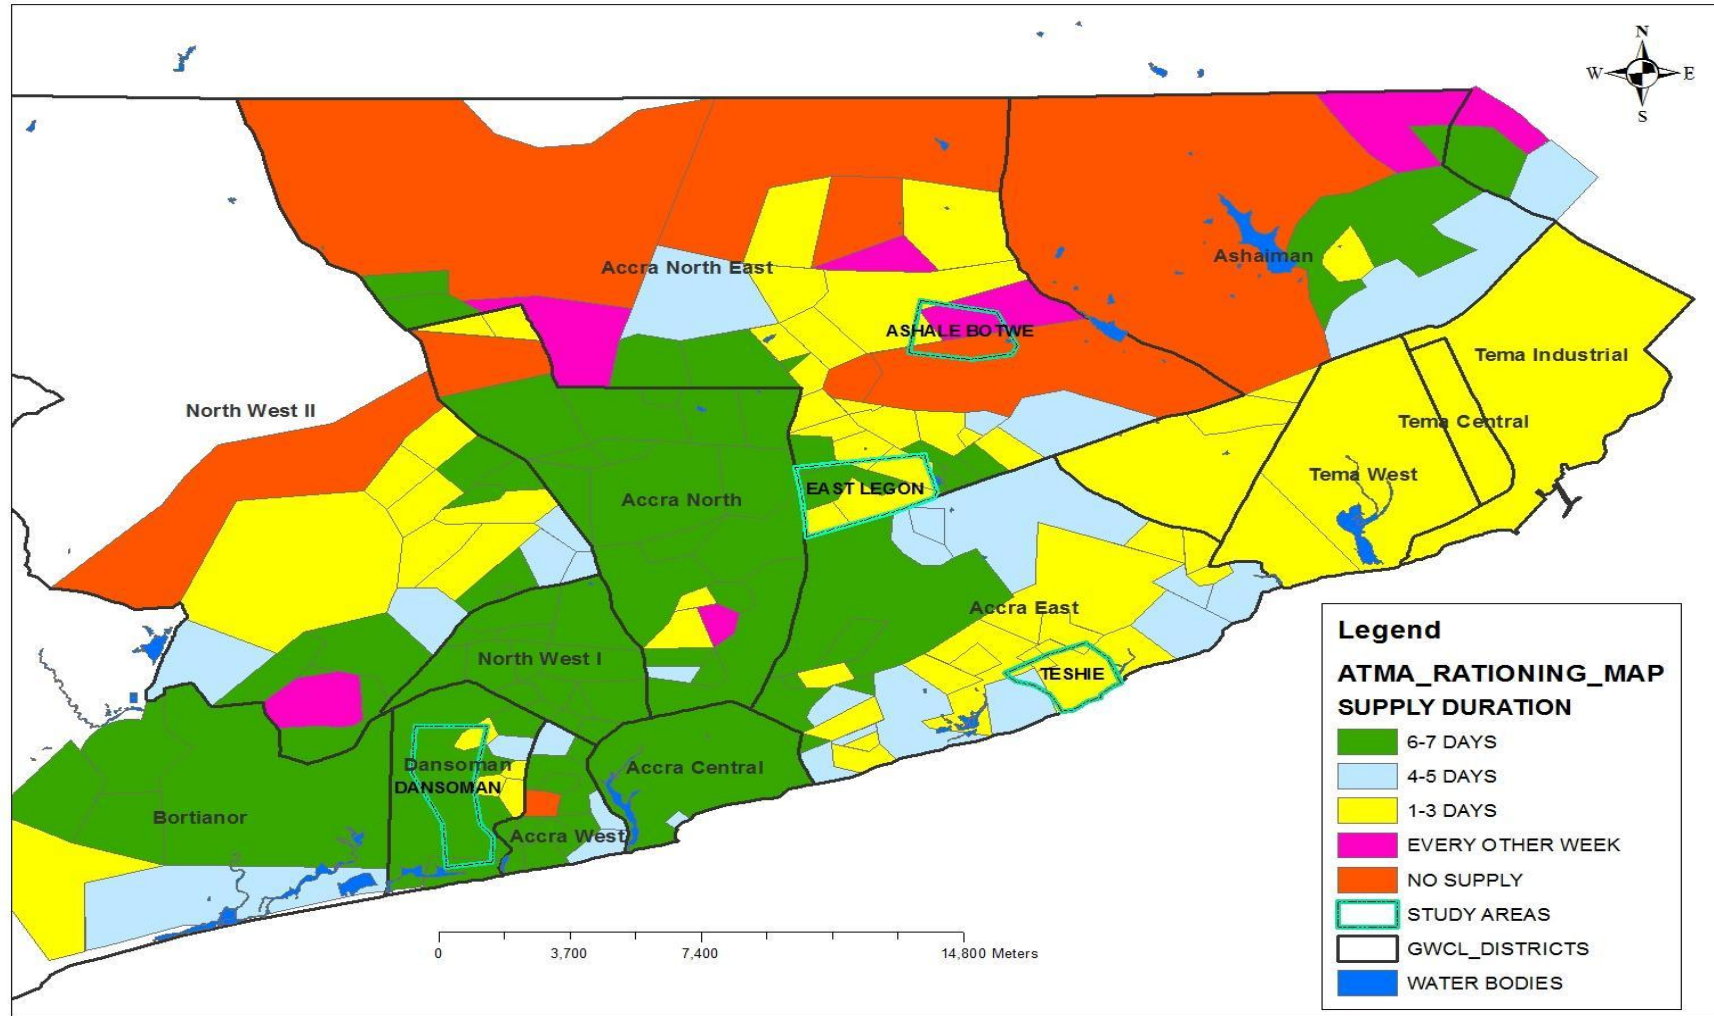 N
W E
S
Accra North East
Ashaiman
ASHALE BOTWE
Tema Industrial
North West II
Tema Central
Tema West
Accra North
EAST LEGON
Accra East
North West I
TESHIE
Dansoman
Accra Central
DANSOMAN
Bortianor
Accra West
0 3,700 7,400 14,800 Meters
Legend
ATMA_RATIONING_MAP
SUPPLY DURATION
6-7 DAYS
4-5 DAYS
1-3 DAYS
EVERY OTHER WEEK
NO SUPPLY
STUDY AREAS
GWCL_DISTRICTS
WATER BODIES